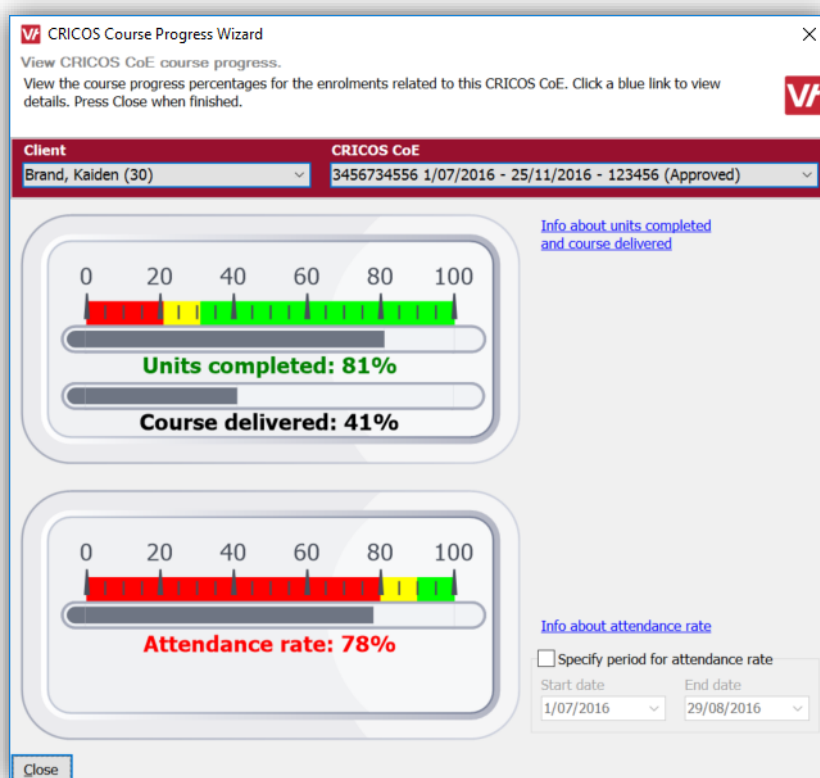 CRICOS Course Progress Wizard
View CRICOS CoE course progress.
View the course progress percentages for the enrolments related to this CRICOS CoE. Click a blue link to view
details. Press Close when finished.
Client
CRICOS CoE
Brand, Kaiden (30)
3456734556 1/07/2016 - 25/11/2016 - 123456 (Approved)
Info about units completed
and course delivered
0 20 40 60 80 100
Units completed: 81%
Course delivered: 41%
0 20 40 60 80 100
Attendance rate: 78%
Info about attendance rate
Specify period for attendance rate
Start date
End date
1/07/2016
29/08/2016
Close